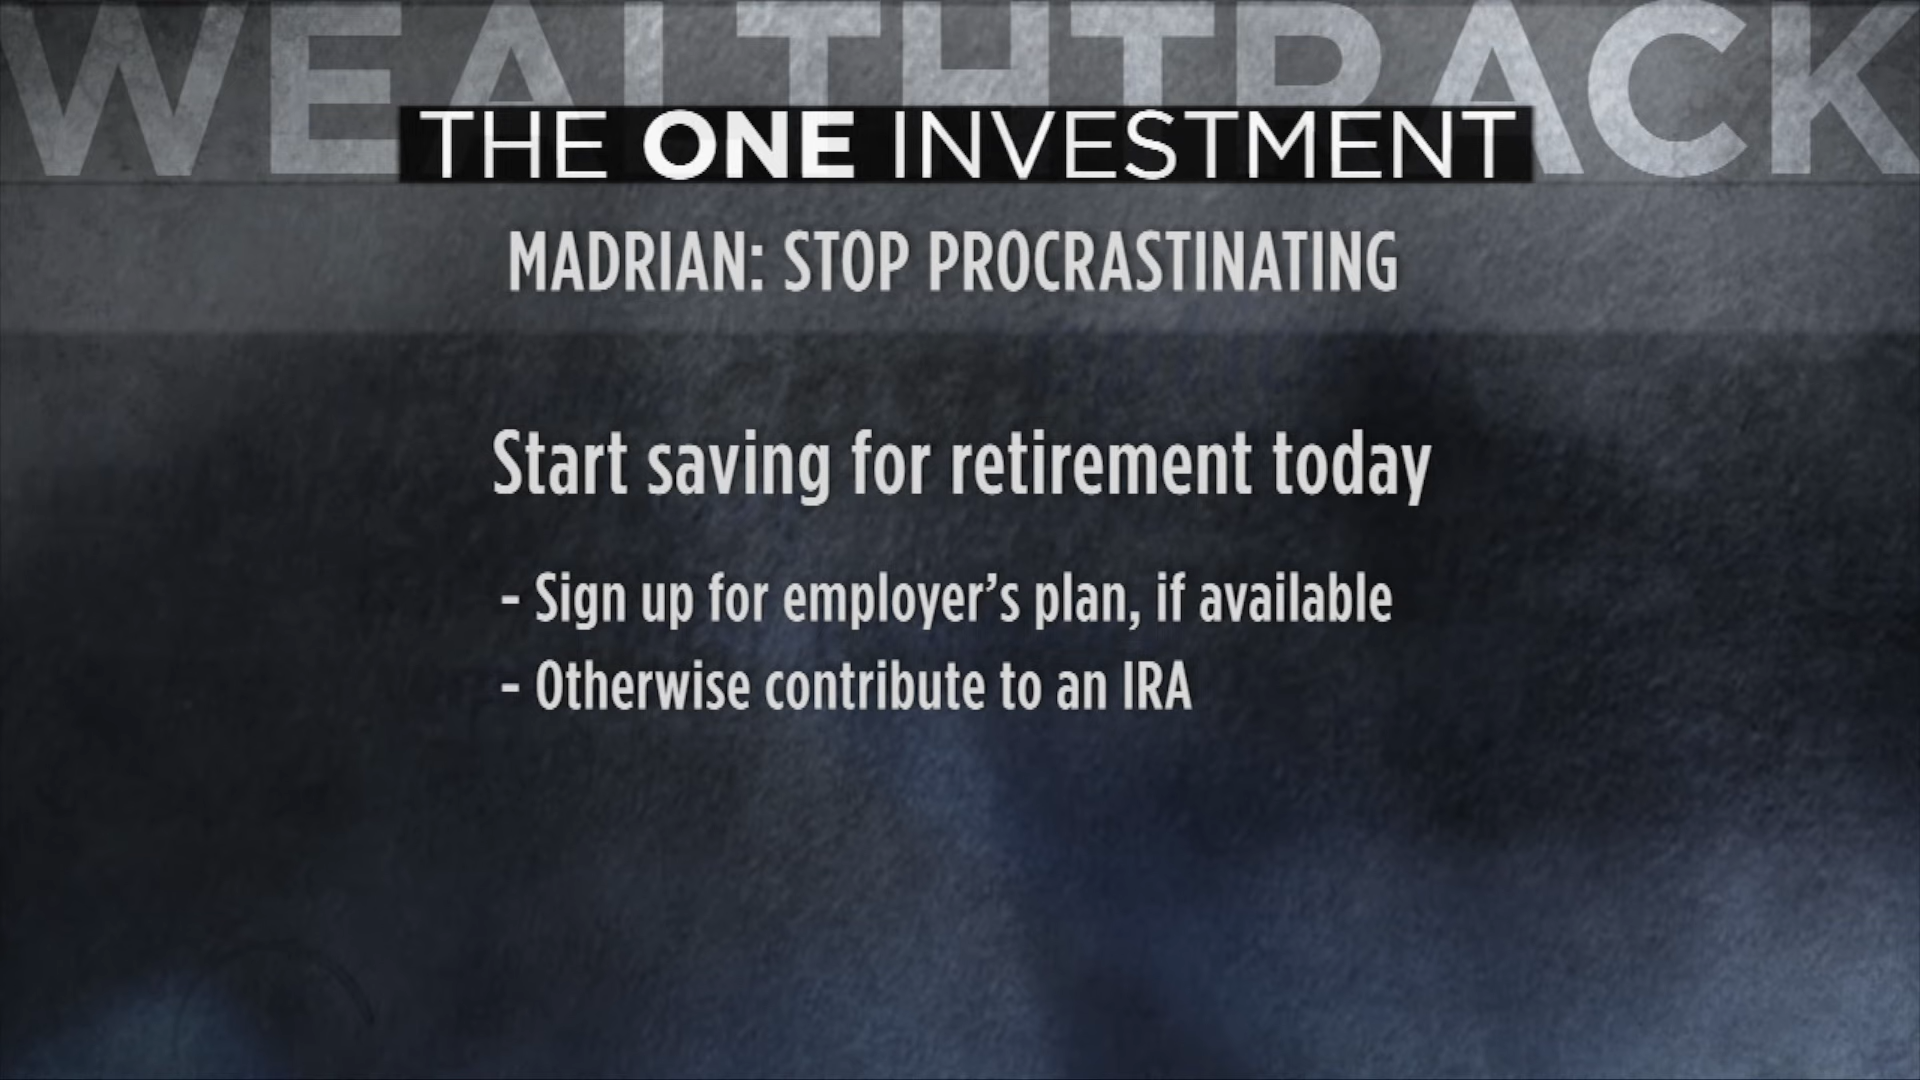 WEALTHTRACK
THE ONE INVESTMENT
MADRIAN: STOP PROCRASTINATING
Start saving for retirement today
- Sign up for employer’s plan, if available
- Otherwise contribute to an IRA